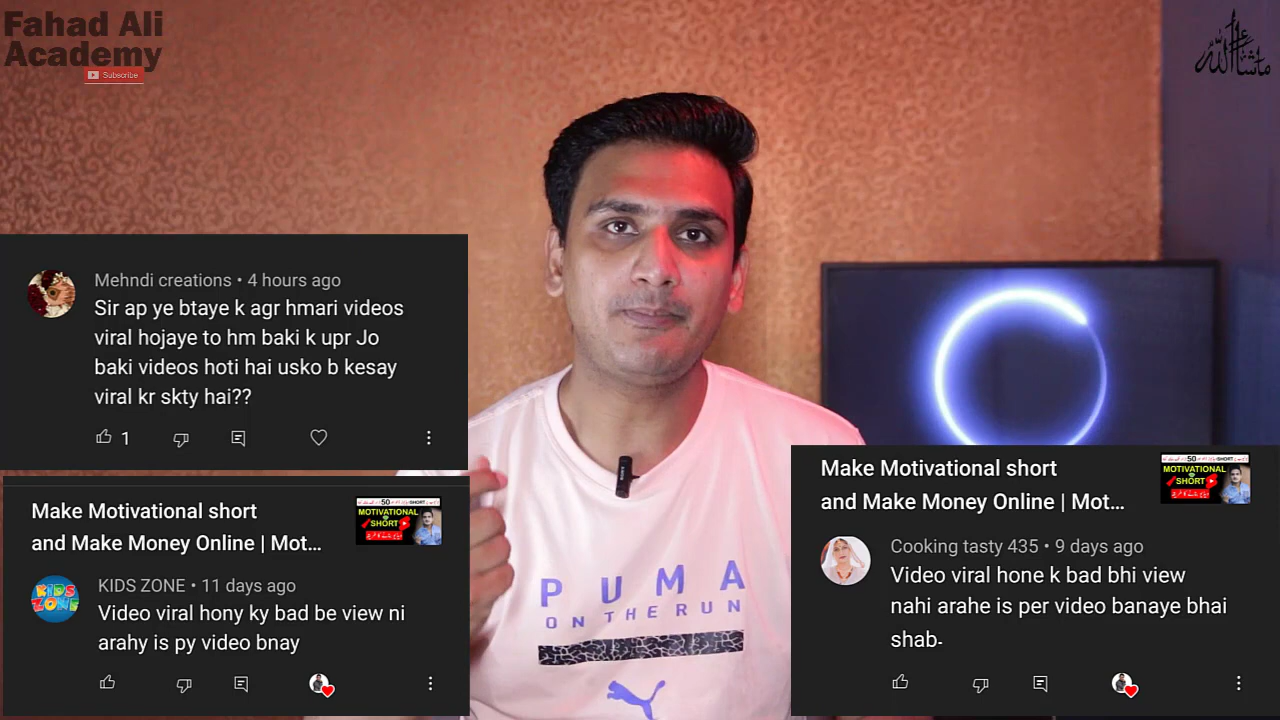 Fahad Ali
Academy
Subscribe
ماشاءالله
Mehndi creations • 4 hours ago
Sir ap ye btaye k agr hmari videos
viral hojaye to hm baki k upr Jo
baki videos hoti hai usko b kesay
viral kr skty hai??
1
Make Motivational short
and Make Money Online | Mot...
MOTIVATIONAL
SHORT
KIDS ZONE • 11 days ago
Video viral hony ky bad be view ni
arahy is py video bnay
KIDS
ZONE
Make Motivational short
and Make Money Online | Mot...
MOTIVATIONAL
SHORT
Cooking tasty 435 • 9 days ago
Video viral hone k bad bhi view
nahi arahe is per video banaye bhai
shab-
PUMA
ON THE RUN